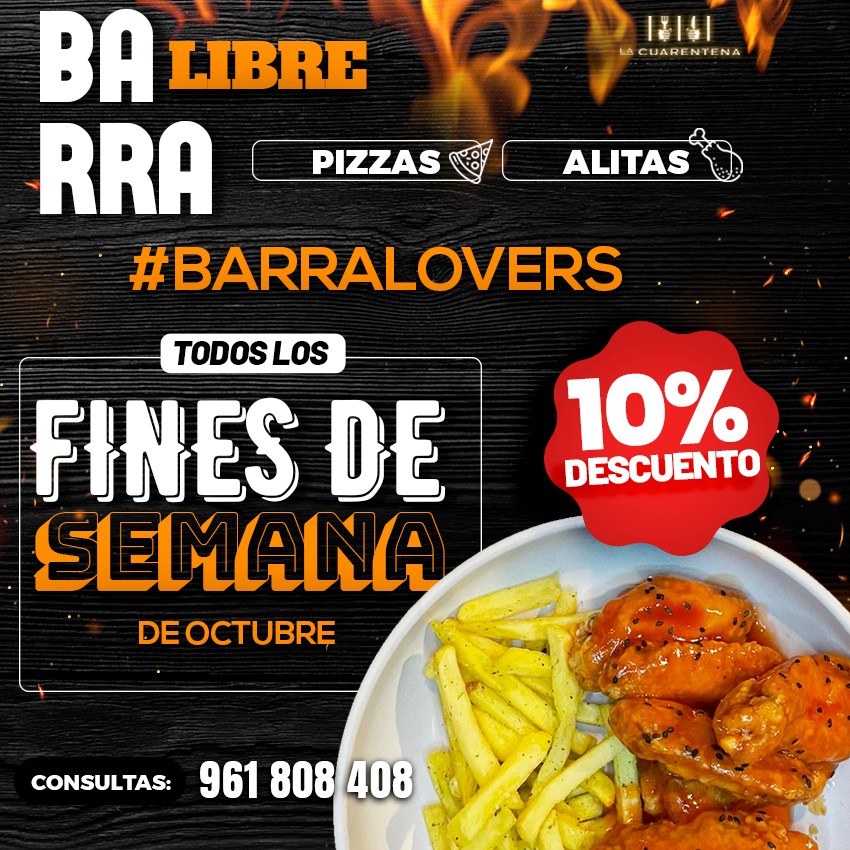 BA LIBRE
RRA
LA CUARENTENA
PIZZAS
ALITAS
#BARRALOVERS
TODOS LOS
FINES DE
SEMANA
DE OCTUBRE
10%
DESCUENTO
CONSULTAS: 961 808 408